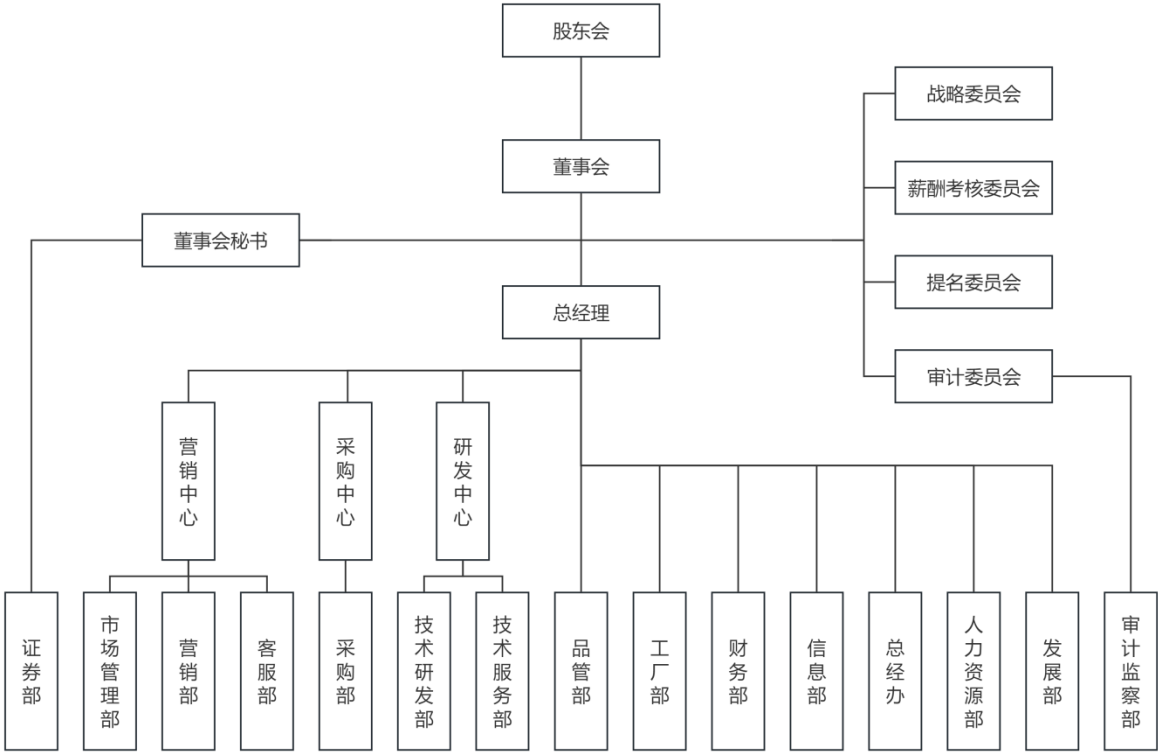 股东会
战略委员会
董事会
薪酬考核委员会
董事会秘书
提名委员会
总经理
审计委员会
营销中心
采购中心
研发中心
证券部
市场管理部
营销部
客服部
采购部
技术研发部
技术服务部
品管部
工厂部
财务部
信息部
总经办
人力资源部
发展部
审计监察部